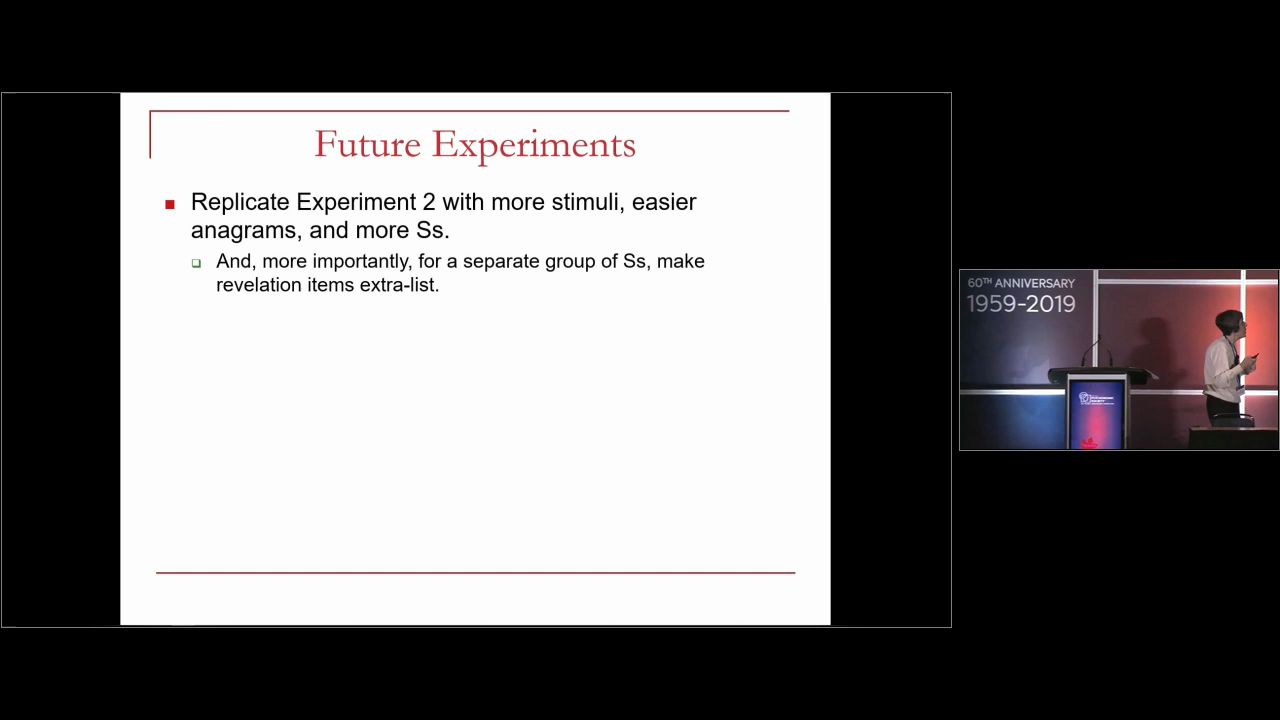 Future Experiments
Replicate Experiment 2 with more stimuli, easier
anagrams, and more Ss.
And, more importantly, for a separate group of Ss, make
revelation items extra-list.
60TH ANNIVERSARY
1959-2019